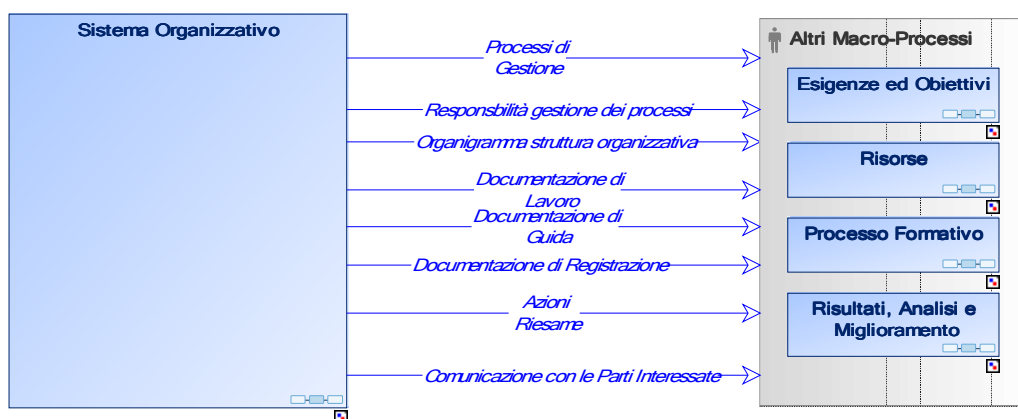 Sistema Organizzativo
Processi di
Gestione
Responsbilità gestione dei processi
Organigramma struttura organizzativa
Documentazione di
Lavoro
Documentazione di
Guida
Documentazione di Registrazione
Azioni
Riesame
Comunicazione con le Parti Interessate
Altri Macro-Processi
Esigenze ed Obiettivi
Risorse
Processo Formativo
Risultati, Analisi e
Miglioramento